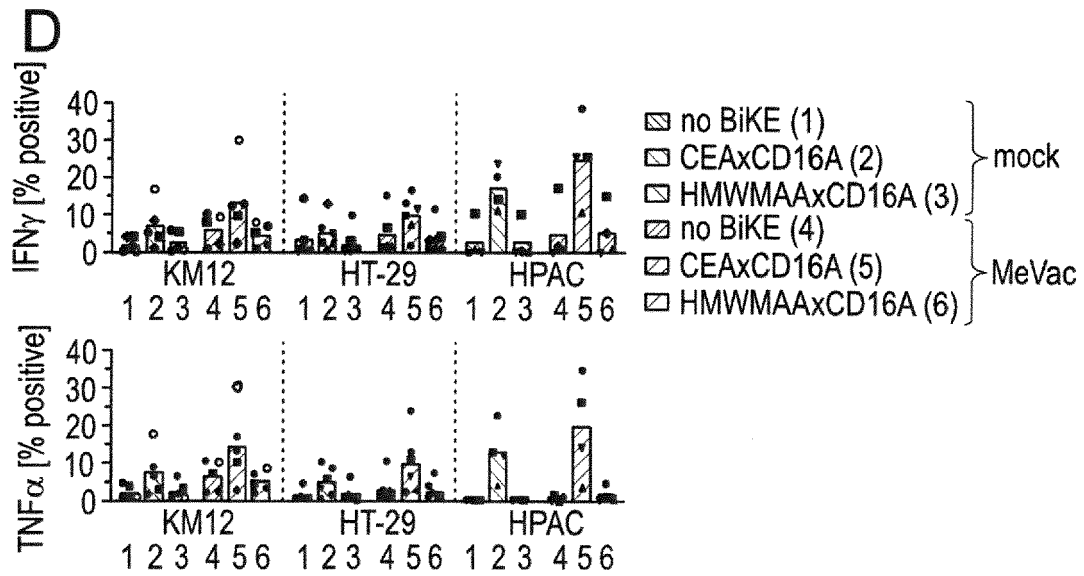 D
IFNγ [% positive]
40
30
20
10
0
KM12 HT-29 HPAC
1 2 3 4 5 6 1 2 3 4 5 6 1 2 3 4 5 6
no BiKE (1)
CEAxCD16A (2)
HMWMAAxCD16A (3)
mock
no BiKE (4)
CEAxCD16A (5)
HMWMAAxCD16A (6)
MeVac
TNFα [% positive]
40
30
20
10
0
KM12 HT-29 HPAC
1 2 3 4 5 6 1 2 3 4 5 6 1 2 3 4 5 6